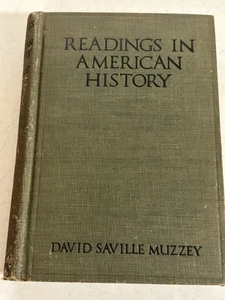 READINGS IN
AMERICAN
HISTORY
DAVID SAVILLE MUZZEY